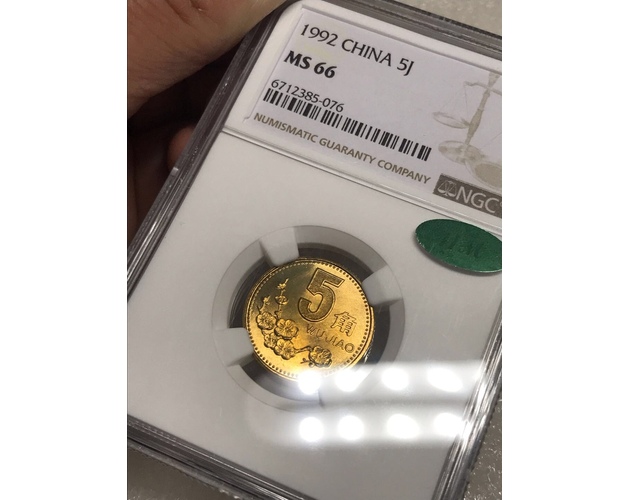 1992 CHINA 5J
MS 66
6712385-076
NUMISMATIC GUARANTY COMPANY
NGC
5
角
WU JIAO